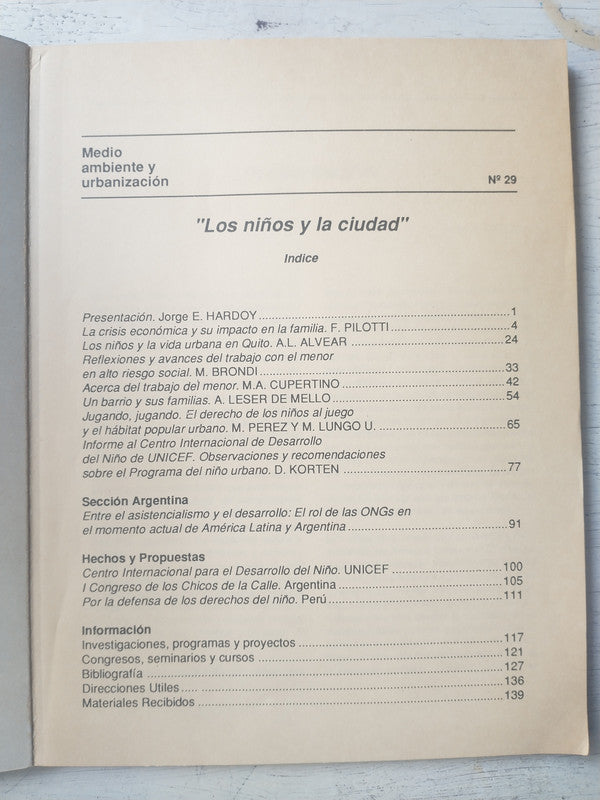 Medio
ambiente y
urbanización Nº 29
"Los niños y la ciudad"
Indice
Presentación. Jorge E. HARDOY 1
La crisis económica y su impacto en la familia. F. PILOTTI 4
Los niños y la vida urbana en Quito. A.L. ALVEAR 24
Reflexiones y avances del trabajo con el menor
en alto riesgo social. M. BRONDI 33
Acerca del trabajo del menor. M.A. CUPERTINO 42
Un barrio y sus familias. A. LESER DE MELLO 54
Jugando, jugando. El derecho de los niños al juego
y el hábitat popular urbano. M. PEREZ Y M. LUNGO U. 65
Informe al Centro Internacional de Desarrollo
del Niño de UNICEF. Observaciones y recomendaciones
sobre el Programa del niño urbano. D. KORTEN 77
Sección Argentina
Entre el asistencialismo y el desarrollo: El rol de las ONGs en
el momento actual de América Latina y Argentina 91
Hechos y Propuestas
Centro Internacional para el Desarrollo del Niño. UNICEF 100
I Congreso de los Chicos de la Calle. Argentina 105
Por la defensa de los derechos del niño. Perú 111
Información
Investigaciones, programas y proyectos 117
Congresos, seminarios y cursos 121
Bibliografía 127
Direcciones Utiles 136
Materiales Recibidos 139